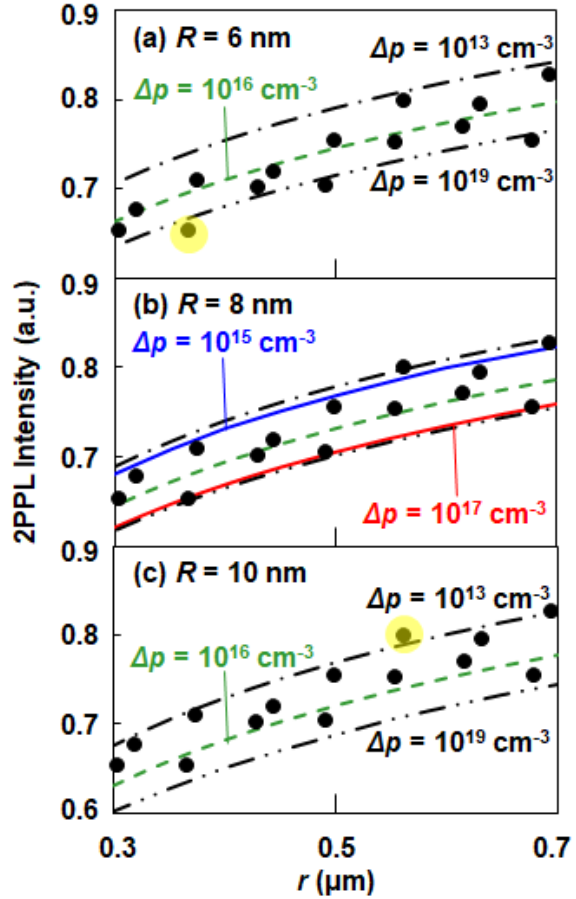 0.9
(a) R = 6 nm
Δp = 10¹³ cm⁻³
Δp = 10¹⁶ cm⁻³
0.8
0.7
Δp = 10¹⁹ cm⁻³
0.9
(b) R = 8 nm
Δp = 10¹⁵ cm⁻³
0.8
0.7
Δp = 10¹⁷ cm⁻³
0.9
(c) R = 10 nm
Δp = 10¹³ cm⁻³
0.8
Δp = 10¹⁶ cm⁻³
0.7
Δp = 10¹⁹ cm⁻³
0.6
2PPL Intensity (a.u.)
0.3 0.5 0.7
r (μm)